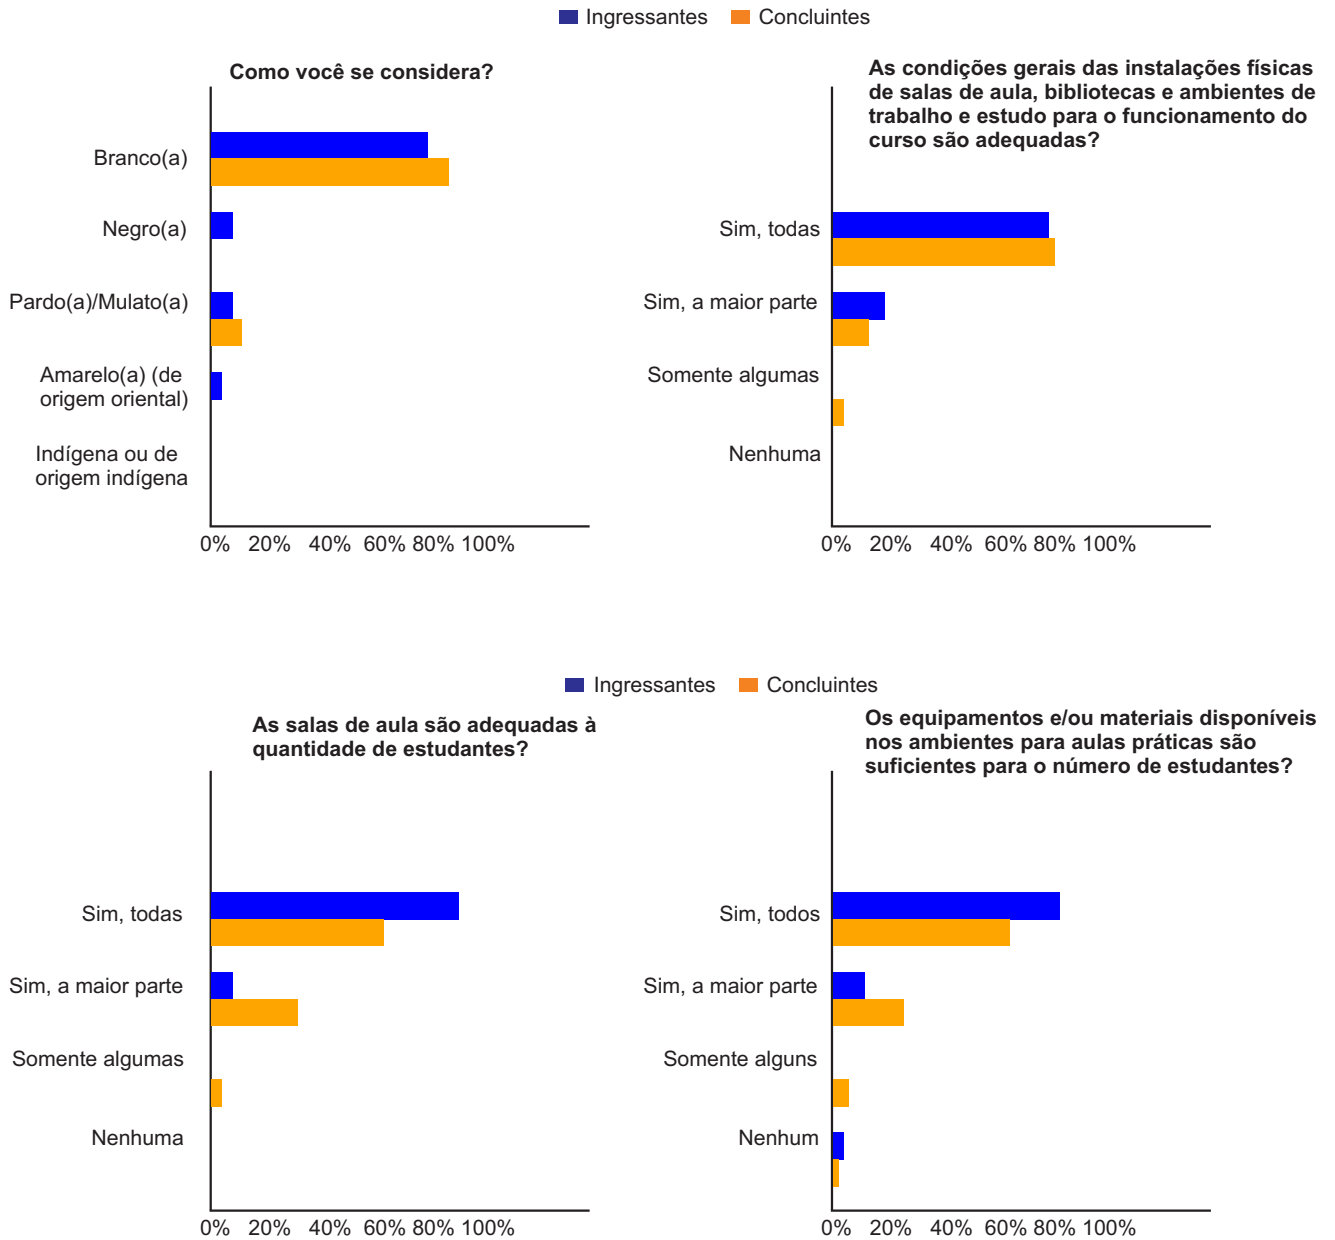 Ingressantes Concluintes
Como você se considera?
Branco(a)
Negro(a)
Pardo(a)/Mulato(a)
Amarelo(a) (de
origem oriental)
Indígena ou de
origem indígena
0% 20% 40% 60% 80% 100%
As condições gerais das instalações físicas
de salas de aula, bibliotecas e ambientes de
trabalho e estudo para o funcionamento do
curso são adequadas?
Sim, todas
Sim, a maior parte
Somente algumas
Nenhuma
0% 20% 40% 60% 80% 100%
Ingressantes Concluintes
As salas de aula são adequadas à
quantidade de estudantes?
Sim, todas
Sim, a maior parte
Somente algumas
Nenhuma
0% 20% 40% 60% 80% 100%
Os equipamentos e/ou materiais disponíveis
nos ambientes para aulas práticas são
suficientes para o número de estudantes?
Sim, todos
Sim, a maior parte
Somente alguns
Nenhum
0% 20% 40% 60% 80% 100%